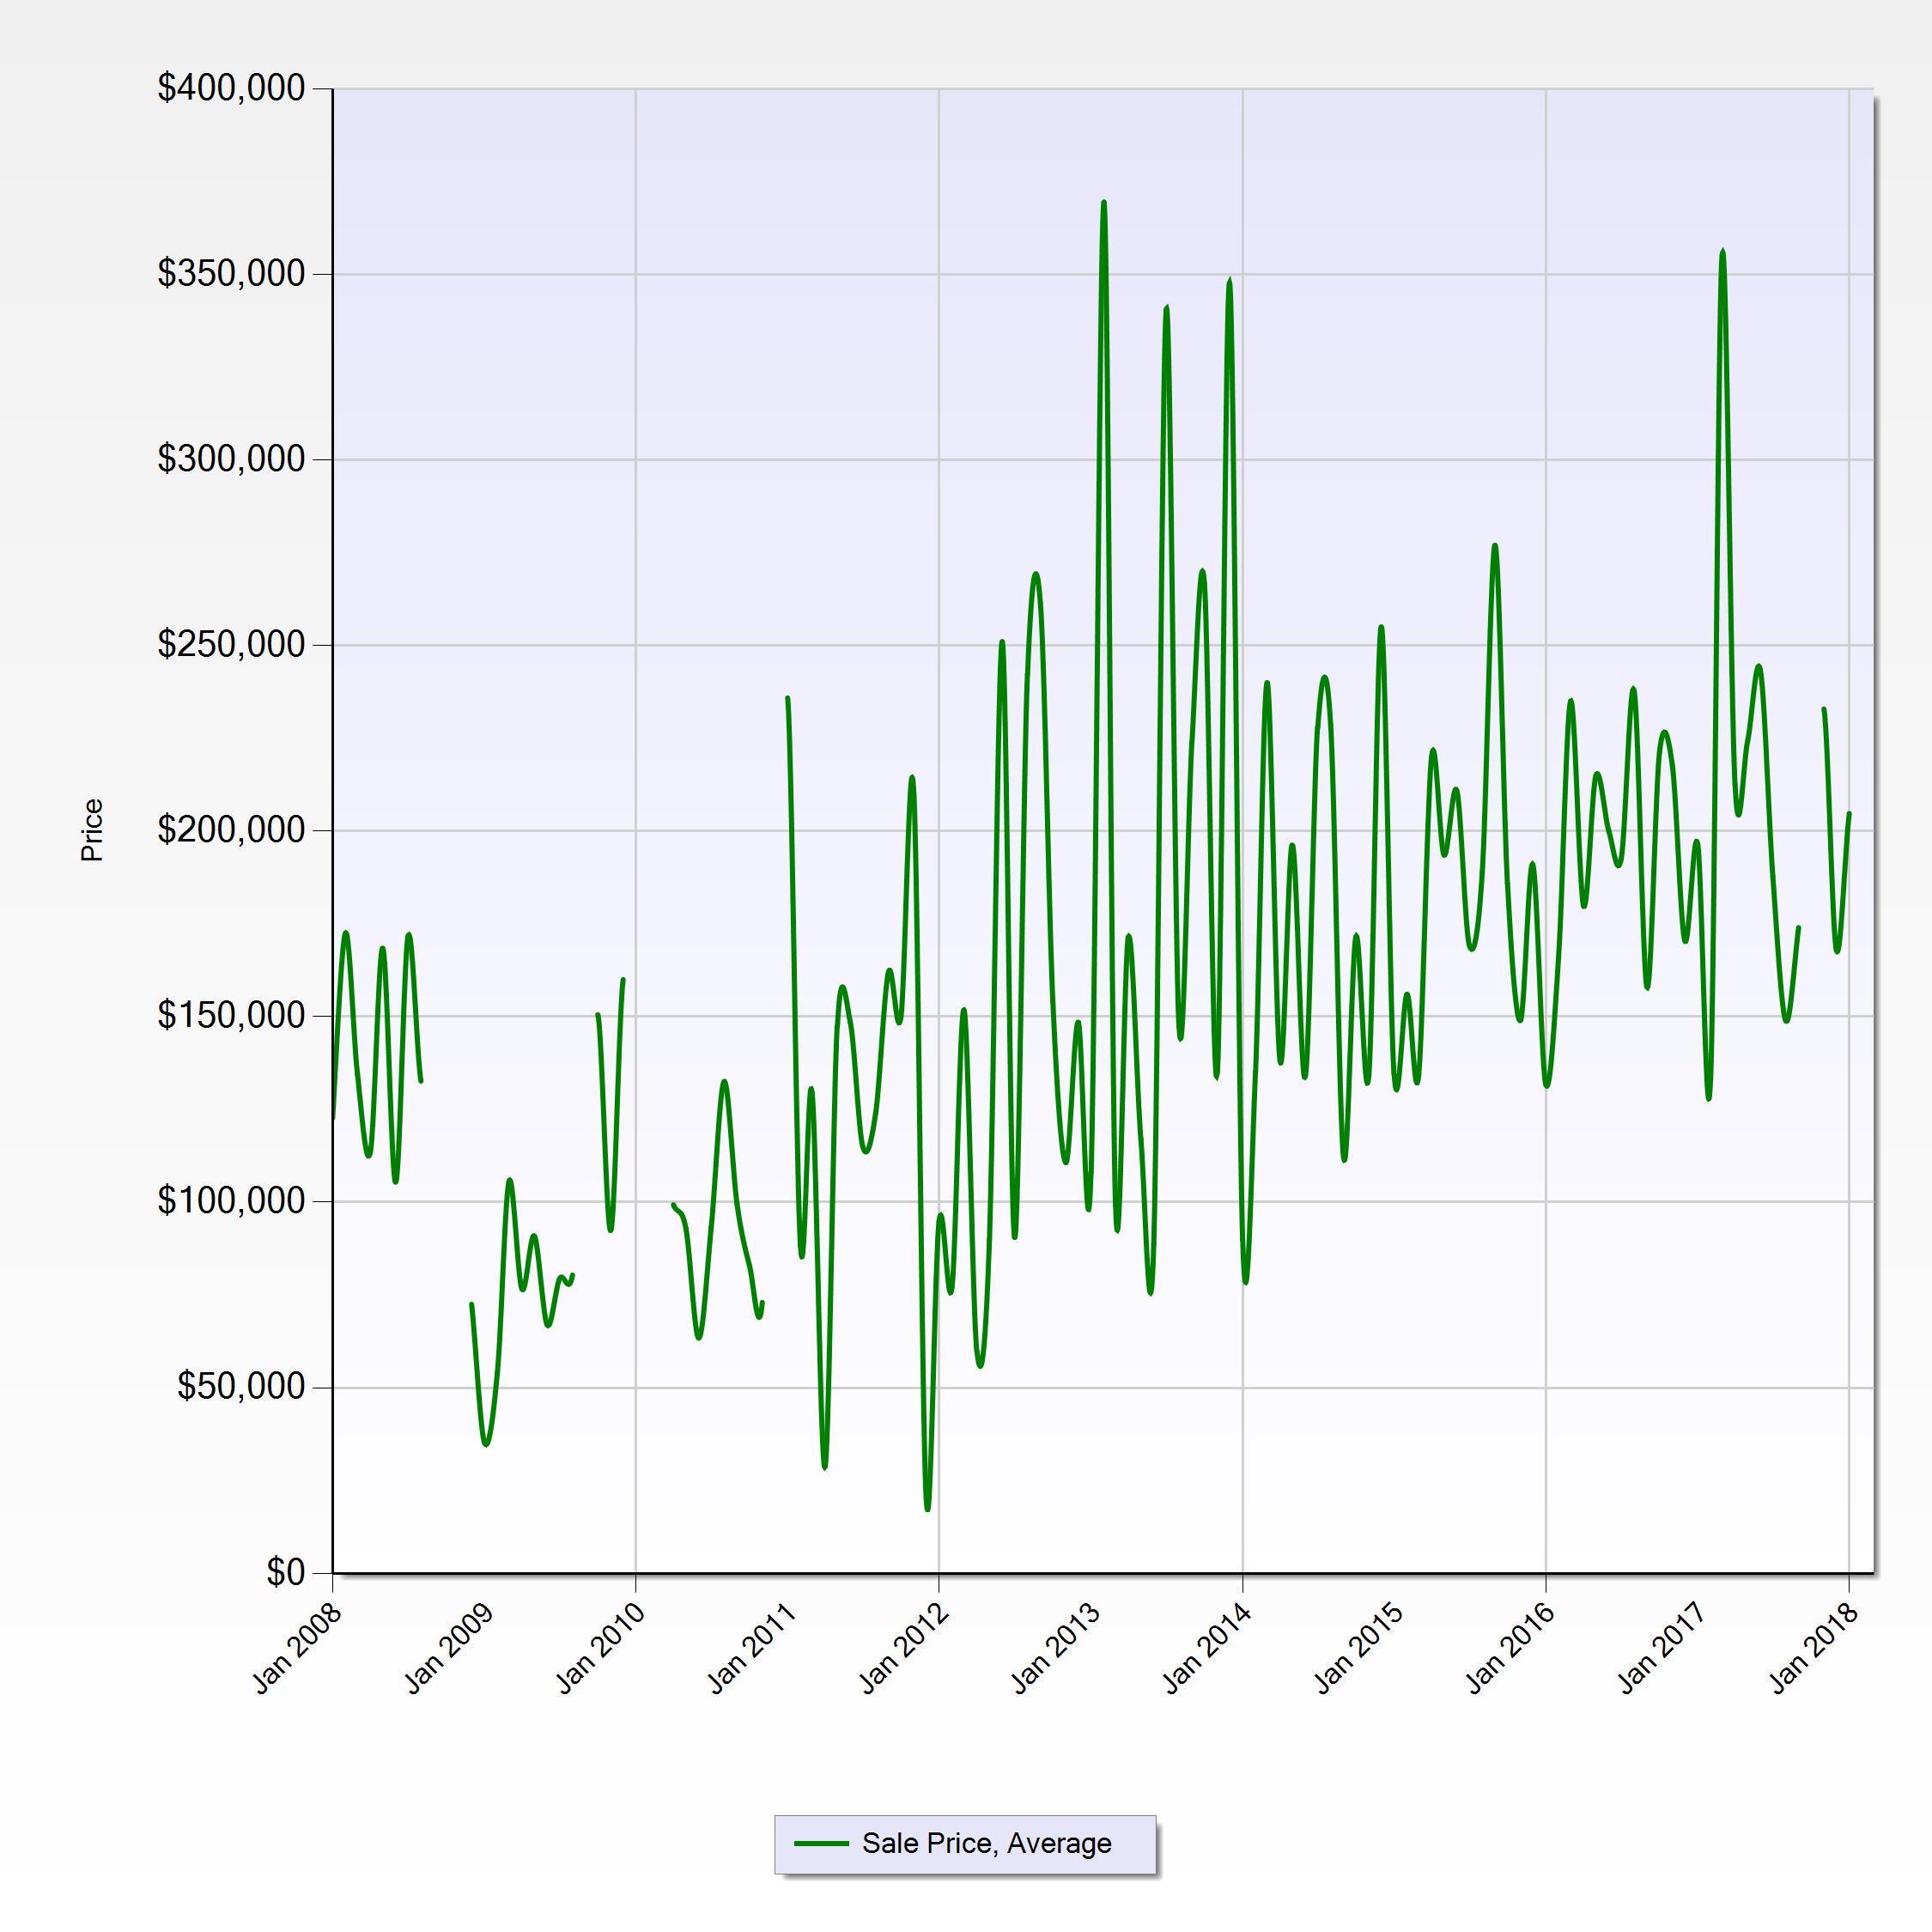 $400,000
$350,000
$300,000
$250,000
$200,000
$150,000
$100,000
$50,000
$0
Price
Jan 2008
Jan 2009
Jan 2010
Jan 2011
Jan 2012
Jan 2013
Jan 2014
Jan 2015
Jan 2016
Jan 2017
Jan 2018
Sale Price, Average